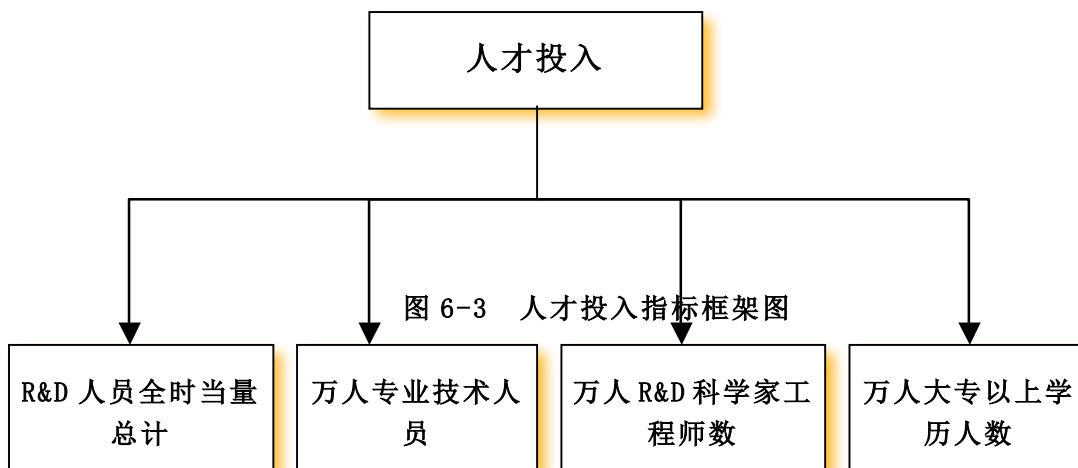 人才投入
图 6-3 人才投入指标框架图
R&D 人员全时当量
总计
万人专业技术人
员
万人 R&D 科学家工
程师数
万人大专以上学
历人数